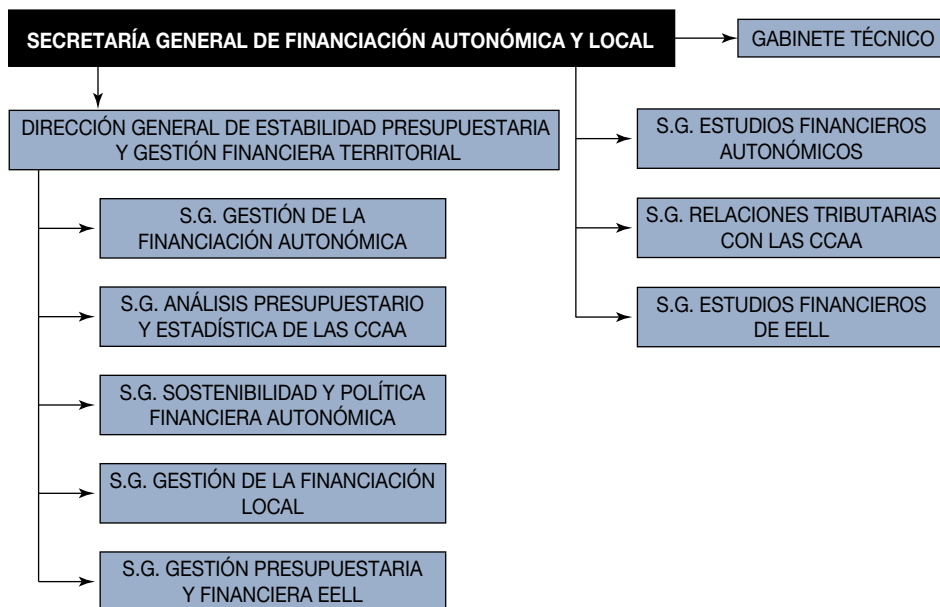 SECRETARÍA GENERAL DE FINANCIACIÓN AUTONÓMICA Y LOCAL
GABINETE TÉCNICO
DIRECCIÓN GENERAL DE ESTABILIDAD PRESUPUESTARIA
Y GESTIÓN FINANCIERA TERRITORIAL
S.G. GESTIÓN DE LA
FINANCIACIÓN AUTONÓMICA
S.G. ANÁLISIS PRESUPUESTARIO
Y ESTADÍSTICA DE LAS CCAA
S.G. SOSTENIBILIDAD Y POLÍTICA
FINANCIERA AUTONÓMICA
S.G. GESTIÓN DE LA FINANCIACIÓN
LOCAL
S.G. GESTIÓN PRESUPUESTARIA
Y FINANCIERA EELL
S.G. ESTUDIOS FINANCIEROS
AUTONÓMICOS
S.G. RELACIONES TRIBUTARIAS
CON LAS CCAA
S.G. ESTUDIOS FINANCIEROS
DE EELL